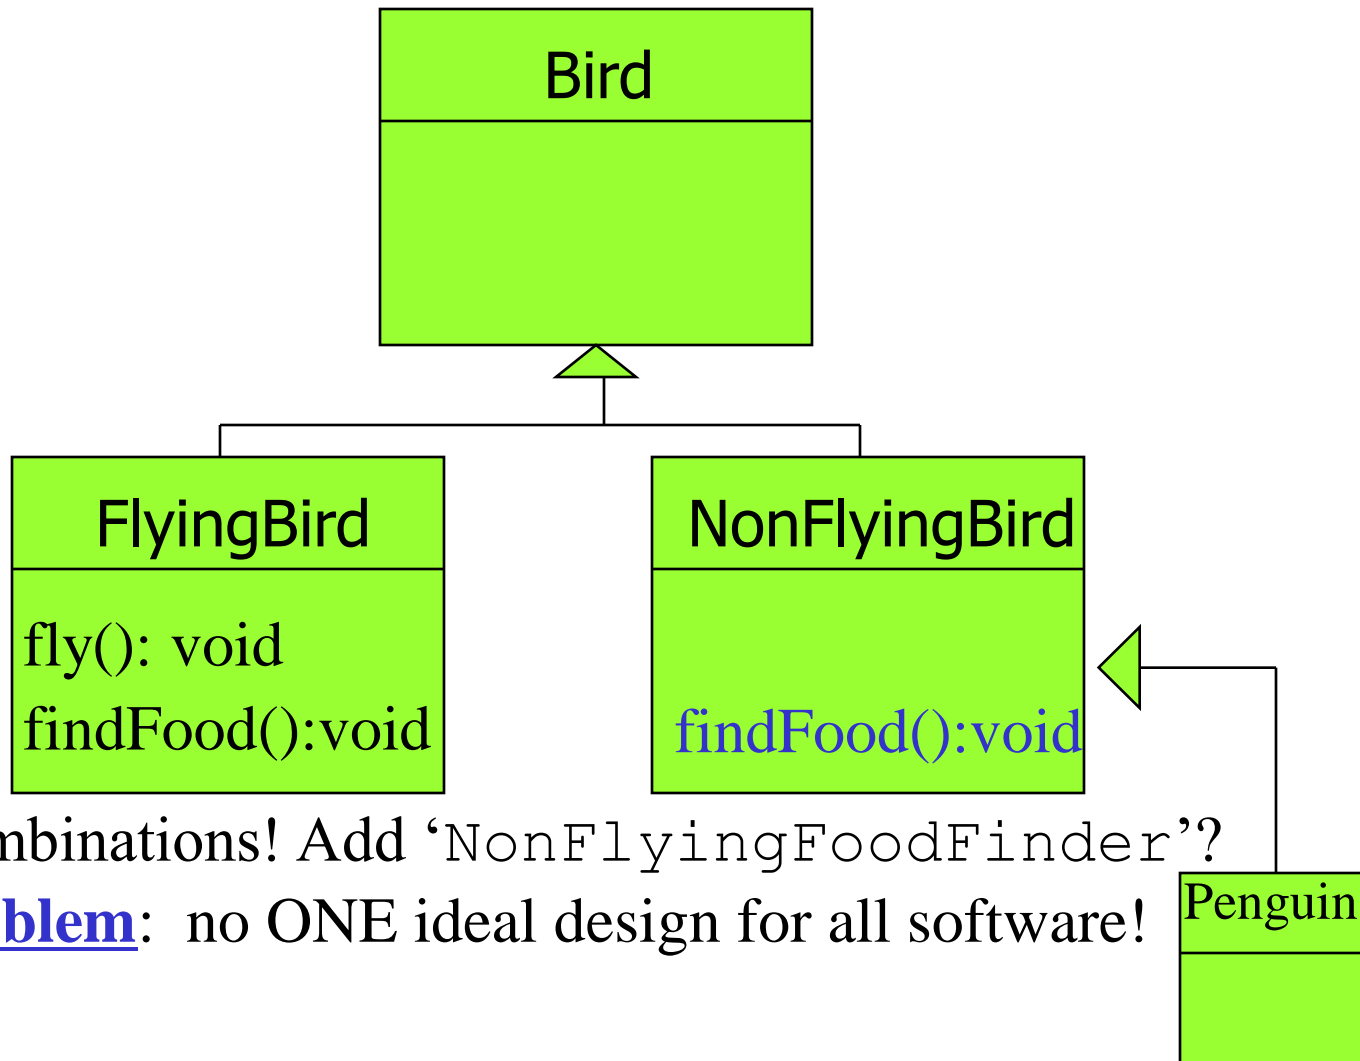 Bird
FlyingBird
fly(): void
findFood():void
NonFlyingBird
findFood():void
Add ‘NonFlyingFoodFinder’?
: no ONE ideal design for all software!
Penguin